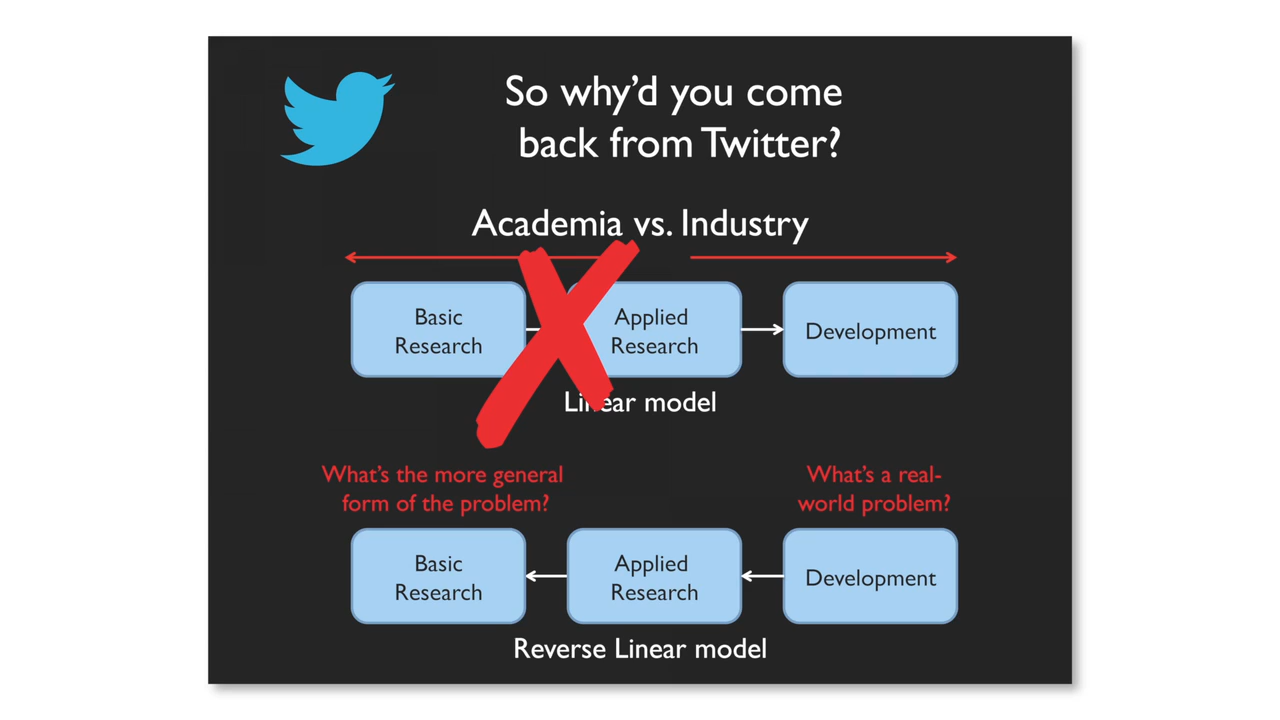 So why'd you come
back from Twitter?
Academia vs. Industry
Basic
Research
Applied
Research
Development
Linear model
What's the more general
form of the problem?
What's a real-
world problem?
Basic
Research
Applied
Research
Development
Reverse Linear model